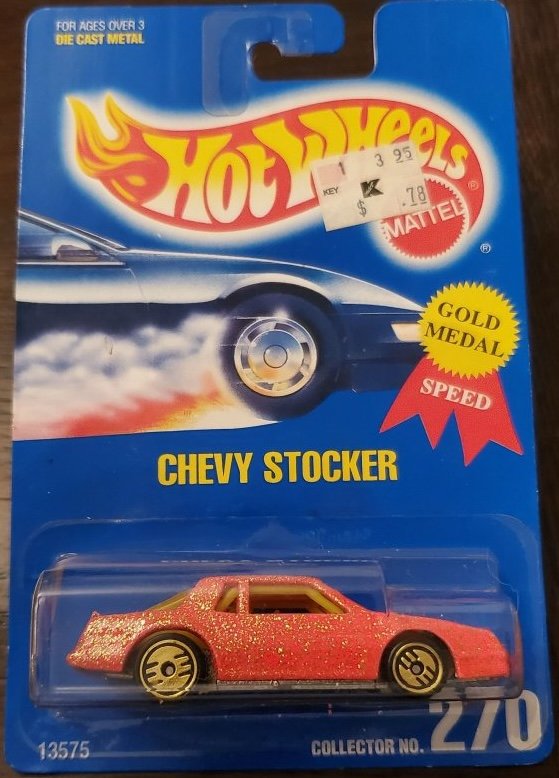 FOR AGES OVER 3
DIE CAST METAL
HOT WHEELS ®
1 3 95
KEY K
$ .78
MATTEL
®
GOLD
MEDAL
SPEED
CHEVY STOCKER
13575
COLLECTOR NO. 270